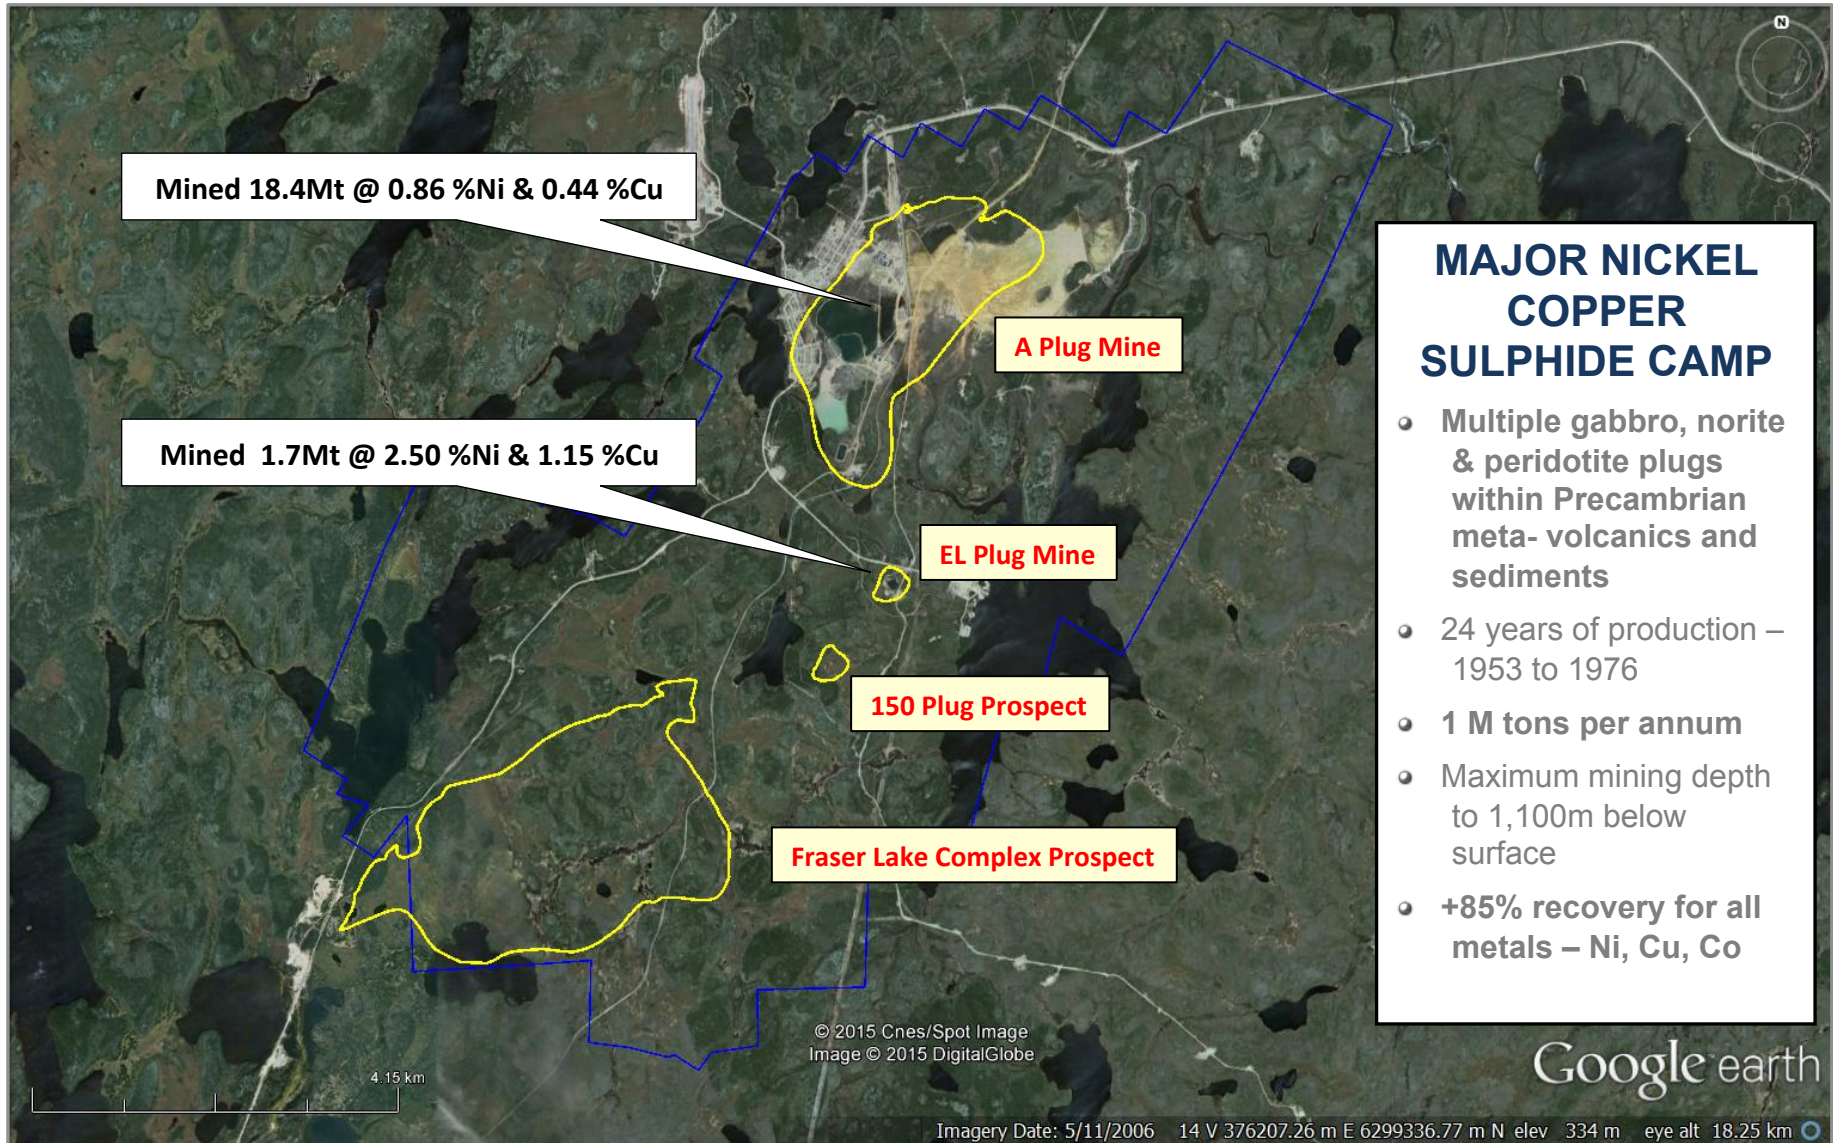 N
Mined 18.4Mt @ 0.86 %Ni & 0.44 %Cu
A Plug Mine
Mined 1.7Mt @ 2.50 %Ni & 1.15 %Cu
EL Plug Mine
150 Plug Prospect
Fraser Lake Complex Prospect
MAJOR NICKEL
COPPER
SULPHIDE CAMP
Multiple gabbro, norite
& peridotite plugs
within Precambrian
meta- volcanics and
sediments
24 years of production –
1953 to 1976
1 M tons per annum
Maximum mining depth
to 1,100m below
surface
+85% recovery for all
metals – Ni, Cu, Co
© 2015 Cnes/Spot Image
Image © 2015 DigitalGlobe
Google earth
4.15 km
Imagery Date: 5/11/2006 14 V 376207.26 m E 6299336.77 m N elev 334 m eye alt 18.25 km